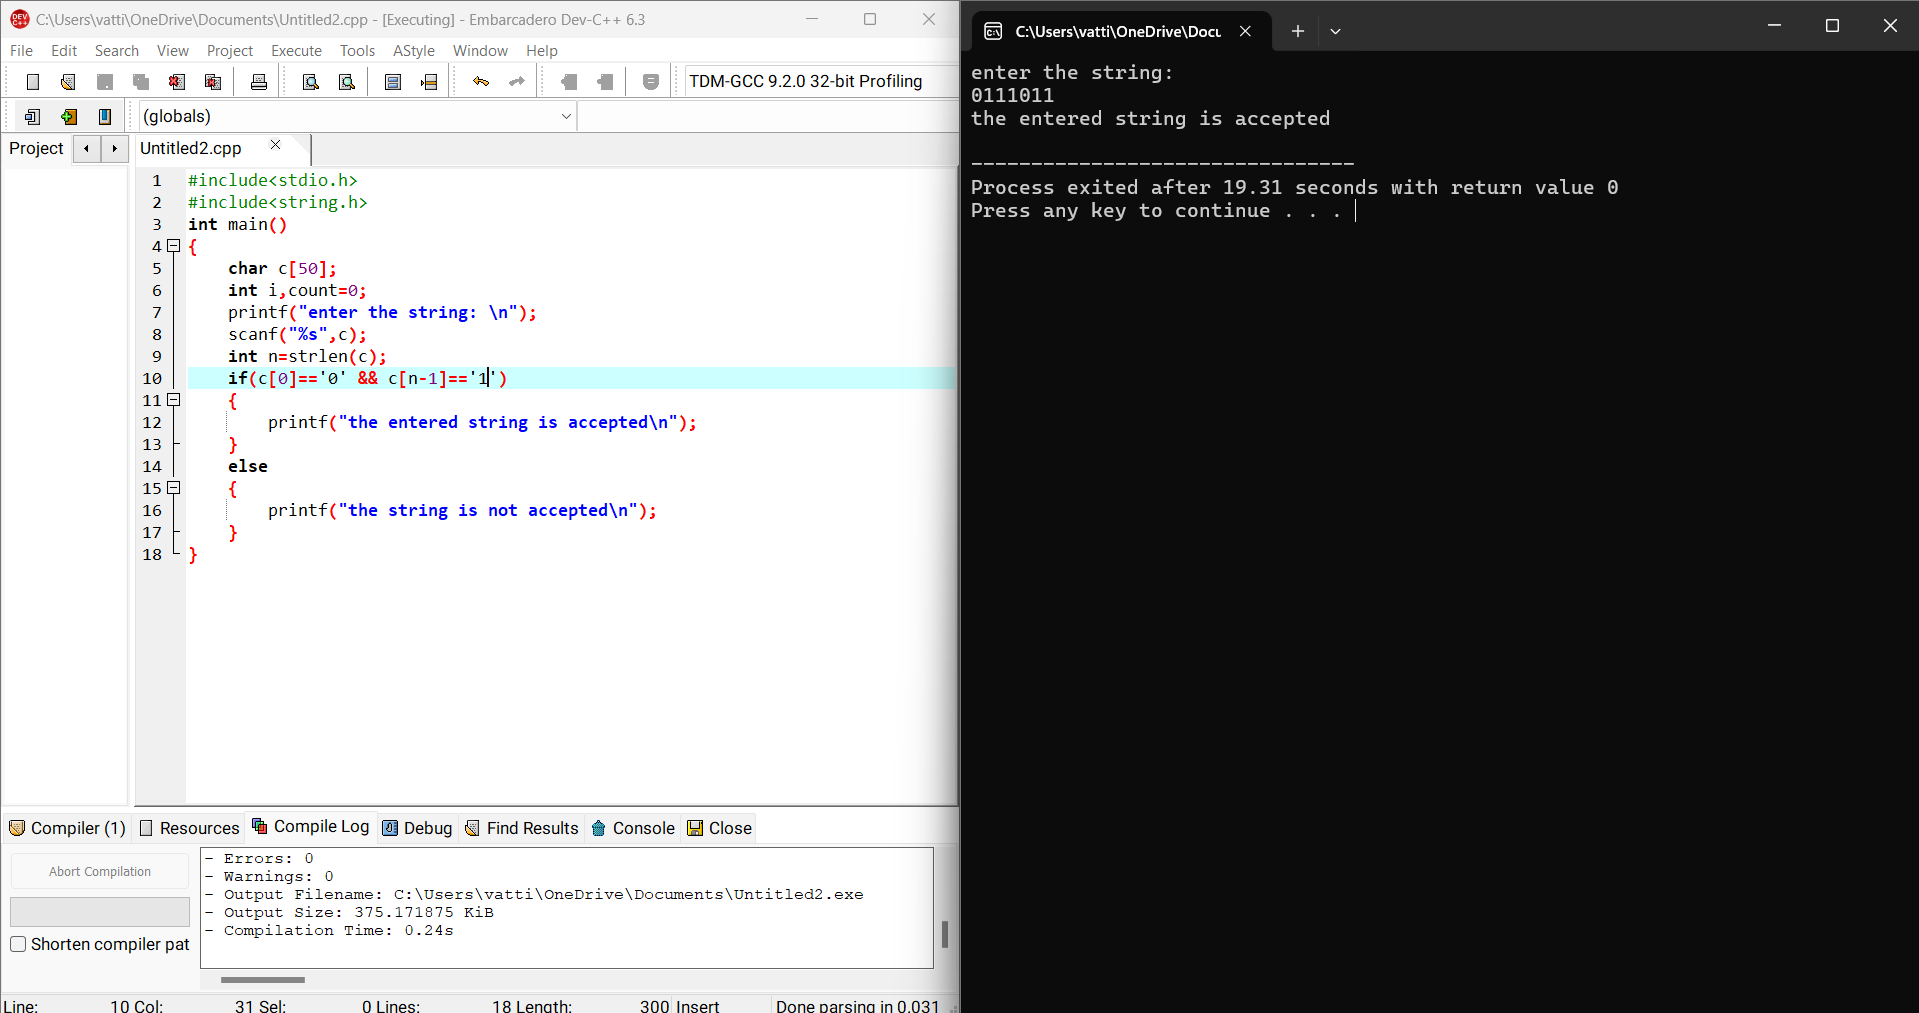 C:\Users\vatti\OneDrive\Documents\Untitled2.cpp - [Executing] - Embarcadero Dev-C++ 6.3
File Edit Search View Project Execute Tools AStyle Window Help
TDM-GCC 9.2.0 32-bit Profiling
(globals)
Project
Untitled2.cpp
1 #include<stdio.h>
2 #include<string.h>
3 int main()
4 {
5 char c[50];
6 int i,count=0;
7 printf("enter the string: \n");
8 scanf("%s",c);
9 int n=strlen(c);
10 if(c[0]=='0' && c[n-1]=='1')
11 {
12 printf("the entered string is accepted\n");
13 }
14 else
15 {
16 printf("the string is not accepted\n");
17 }
18 }
Compiler (1) Resources Compile Log Debug Find Results Console Close
Abort Compilation
Shorten compiler pat
- Errors: 0
- Warnings: 0
- Output Filename: C:\Users\vatti\OneDrive\Documents\Untitled2.exe
- Output Size: 375.171875 KiB
- Compilation Time: 0.24s
Line: 10 Col: 31 Sel: 0 Lines: 18 Length: 300 Insert Done parsing in 0.031
C:\Users\vatti\OneDrive\Docu
enter the string:
0111011
the entered string is accepted
--------------------------------
Process exited after 19.31 seconds with return value 0
Press any key to continue . . .